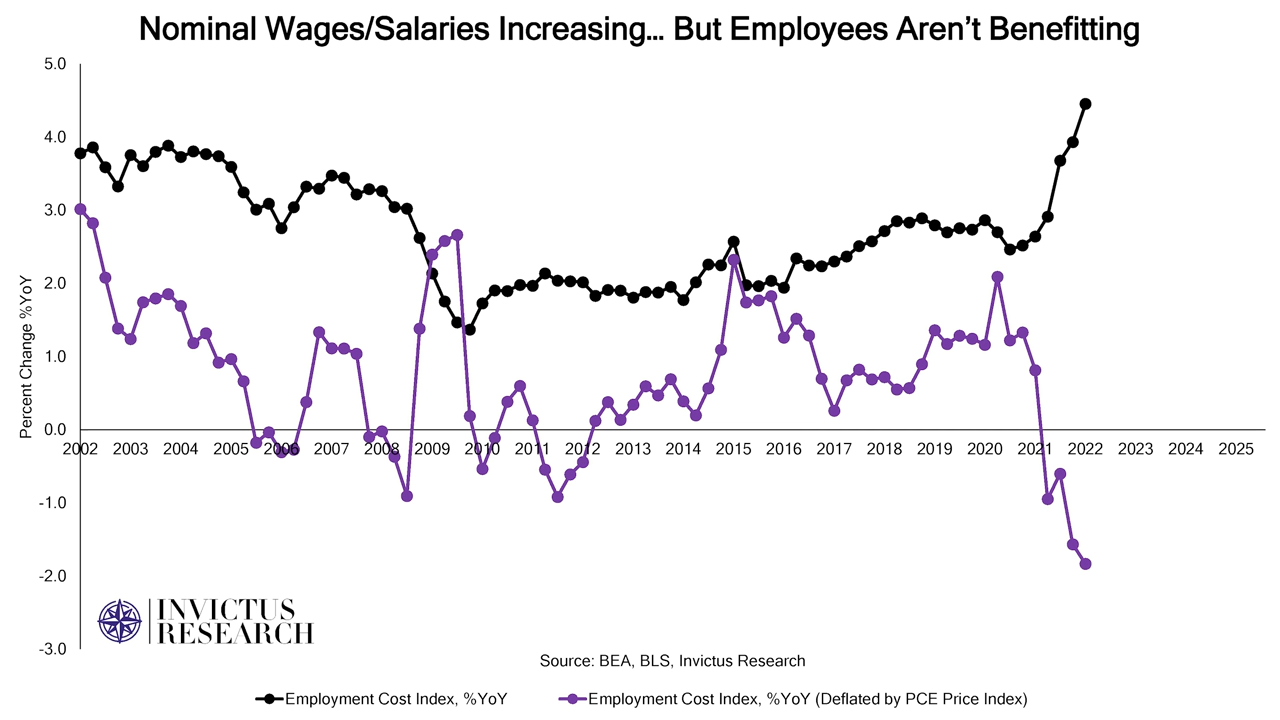 Nominal Wages/Salaries Increasing... But Employees Aren't Benefitting
Percent Change %YoY
5.0
4.0
3.0
2.0
1.0
0.0
-1.0
-2.0
-3.0
2002 2003 2004 2005 2006 2007 2008 2009 2010 2011 2012 2013 2014 2015 2016 2017 2018 2019 2020 2021 2022 2023 2024 2025
INVICTUS
RESEARCH
Source: BEA, BLS, Invictus Research
Employment Cost Index, %YoY
Employment Cost Index, %YoY (Deflated by PCE Price Index)